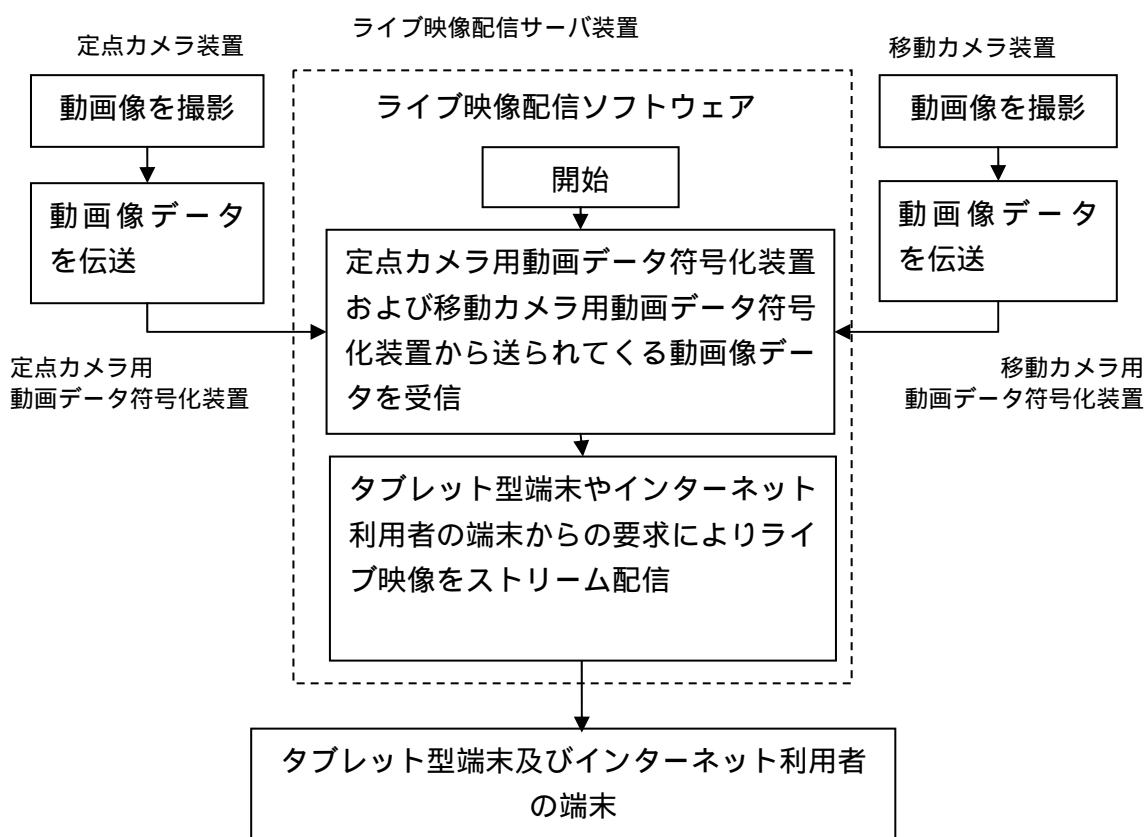 ライブ映像配信サーバ装置
定点カメラ装置
移動カメラ装置
動画像を撮影
ライブ映像配信ソフトウェア
動画像を撮影
開始
動画像データ
を伝送
動画像データ
を伝送
定点カメラ用動画データ符号化装置
および移動カメラ用動画データ符号
化装置から送られてくる動画像デー
タを受信
定点カメラ用
動画データ符号化装置
移動カメラ用
動画データ符号化装置
タブレット型端末やインターネット
利用者の端末からの要求によりライ
ブ映像をストリーム配信
タブレット型端末及びインターネット利用者
の端末